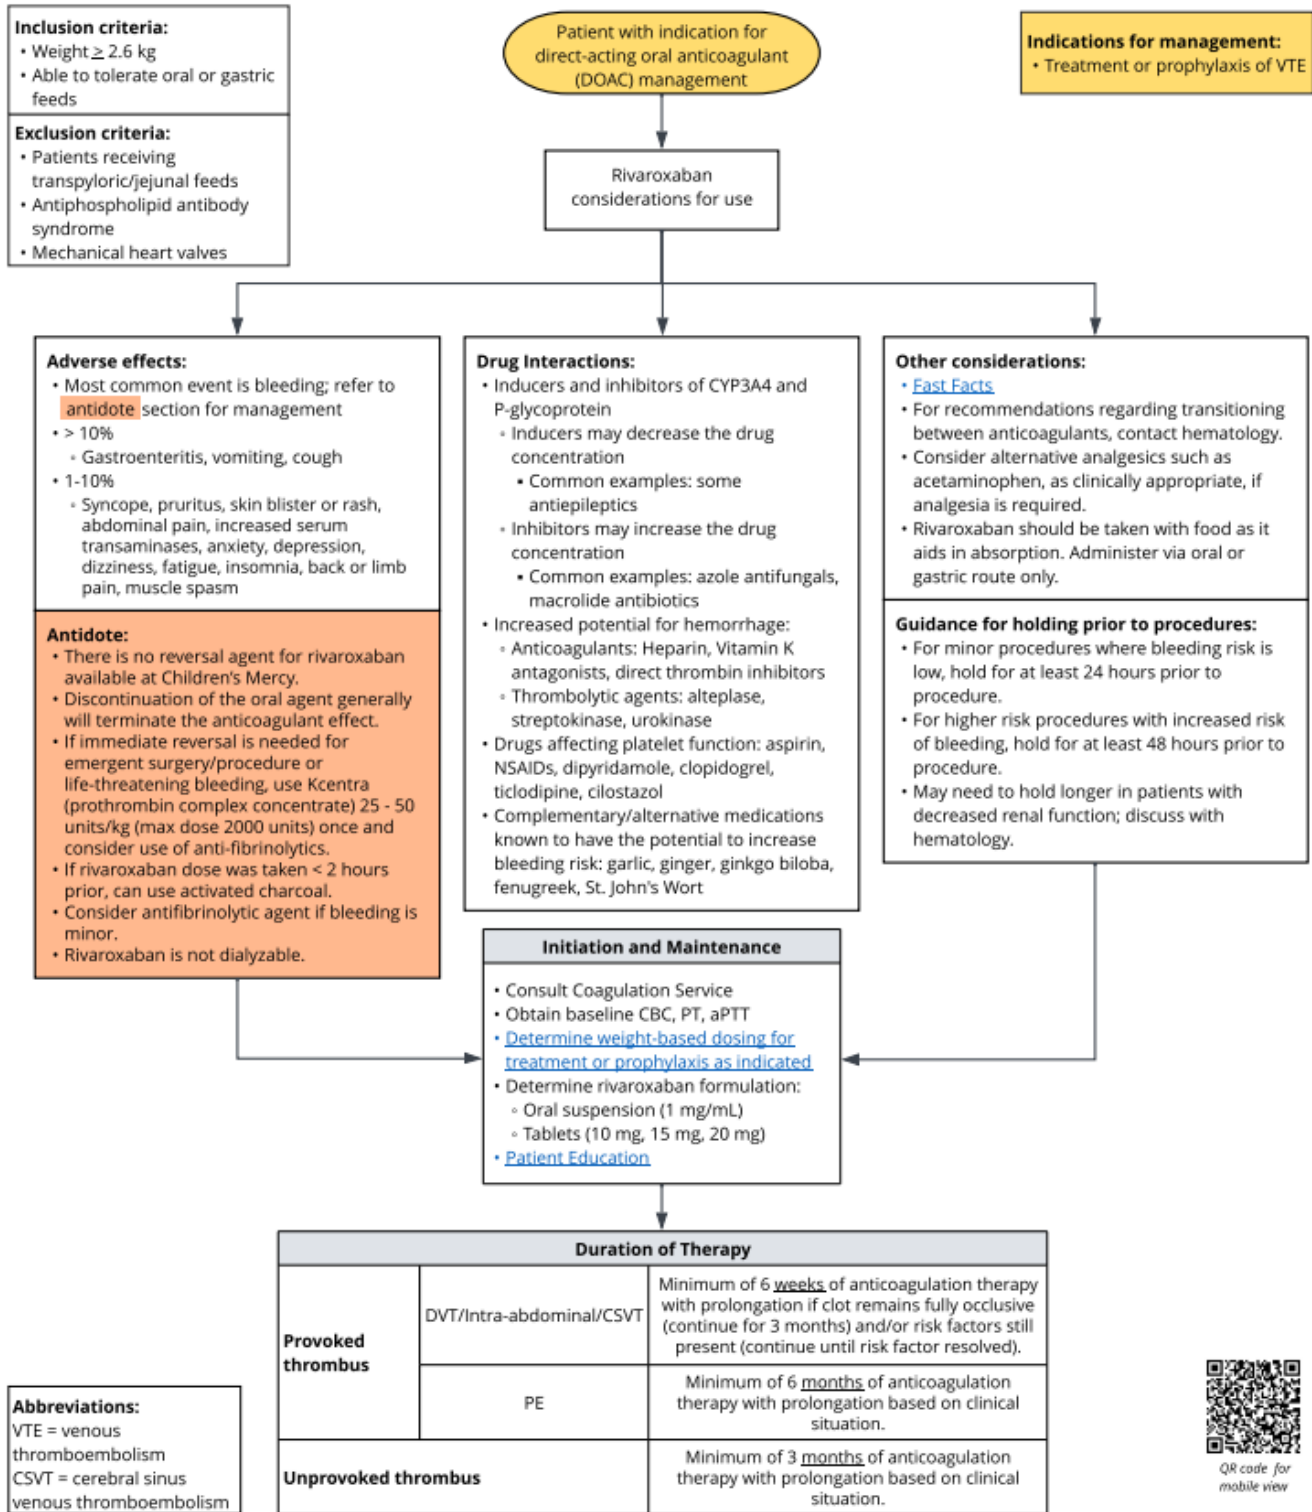 Inclusion criteria:
• Weight ≥ 2.6 kg
• Able to tolerate oral or gastric
feeds
Exclusion criteria:
• Patients receiving
transpyloric/jejunal feeds
• Antiphospholipid antibody
syndrome
• Mechanical heart valves
Patient with indication for
direct-acting oral anticoagulant
(DOAC) management
Indications for management:
• Treatment or prophylaxis of VTE
Rivaroxaban
considerations for use
Adverse effects:
• Most common event is bleeding; refer to
antidote section for management
• > 10%
◦ Gastroenteritis, vomiting, cough
• 1-10%
◦ Syncope, pruritus, skin blister or rash,
abdominal pain, increased serum
transaminases, anxiety, depression,
dizziness, fatigue, insomnia, back or limb
pain, muscle spasm
Antidote:
• There is no reversal agent for rivaroxaban
available at Children's Mercy.
• Discontinuation of the oral agent generally
will terminate the anticoagulant effect.
• If immediate reversal is needed for
emergent surgery/procedure or
life-threatening bleeding, use Kcentra
(prothrombin complex concentrate) 25 - 50
units/kg (max dose 2000 units) once and
consider use of anti-fibrinolytics.
• If rivaroxaban dose was taken < 2 hours
prior, can use activated charcoal.
• Consider antifibrinolytic agent if bleeding is
minor.
• Rivaroxaban is not dialyzable.
Drug Interactions:
• Inducers and inhibitors of CYP3A4 and
P-glycoprotein
◦ Inducers may decrease the drug
concentration
▪ Common examples: some
antiepileptics
◦ Inhibitors may increase the drug
concentration
▪ Common examples: azole antifungals,
macrolide antibiotics
• Increased potential for hemorrhage:
◦ Anticoagulants: Heparin, Vitamin K
antagonists, direct thrombin inhibitors
◦ Thrombolytic agents: alteplase,
streptokinase, urokinase
• Drugs affecting platelet function: aspirin,
NSAIDs, dipyridamole, clopidogrel,
ticlodipine, cilostazol
• Complementary/alternative medications
known to have the potential to increase
bleeding risk: garlic, ginger, ginkgo biloba,
fenugreek, St. John's Wort
Other considerations:
• Fast Facts
• For recommendations regarding transitioning
between anticoagulants, contact hematology.
• Consider alternative analgesics such as
acetaminophen, as clinically appropriate, if
analgesia is required.
• Rivaroxaban should be taken with food as it
aids in absorption. Administer via oral or
gastric route only.
Guidance for holding prior to procedures:
• For minor procedures where bleeding risk is
low, hold for at least 24 hours prior to
procedure.
• For higher risk procedures with increased risk
of bleeding, hold for at least 48 hours prior to
procedure.
• May need to hold longer in patients with
decreased renal function; discuss with
hematology.
Initiation and Maintenance
• Consult Coagulation Service
• Obtain baseline CBC, PT, aPTT
• Determine weight-based dosing for
treatment or prophylaxis as indicated
• Determine rivaroxaban formulation:
◦ Oral suspension (1 mg/mL)
◦ Tablets (10 mg, 15 mg, 20 mg)
• Patient Education
Duration of Therapy
Provoked
thrombus
DVT/Intra-abdominal/CSVT
Minimum of 6 weeks of anticoagulation therapy
with prolongation if clot remains fully occlusive
(continue for 3 months) and/or risk factors still
present (continue until risk factor resolved).
PE
Minimum of 6 months of anticoagulation
therapy with prolongation based on clinical
situation.
Unprovoked thrombus
Minimum of 3 months of anticoagulation
therapy with prolongation based on clinical
situation.
Abbreviations:
VTE = venous
thromboembolism
CSVT = cerebral sinus
venous thromboembolism
QR code for
mobile view